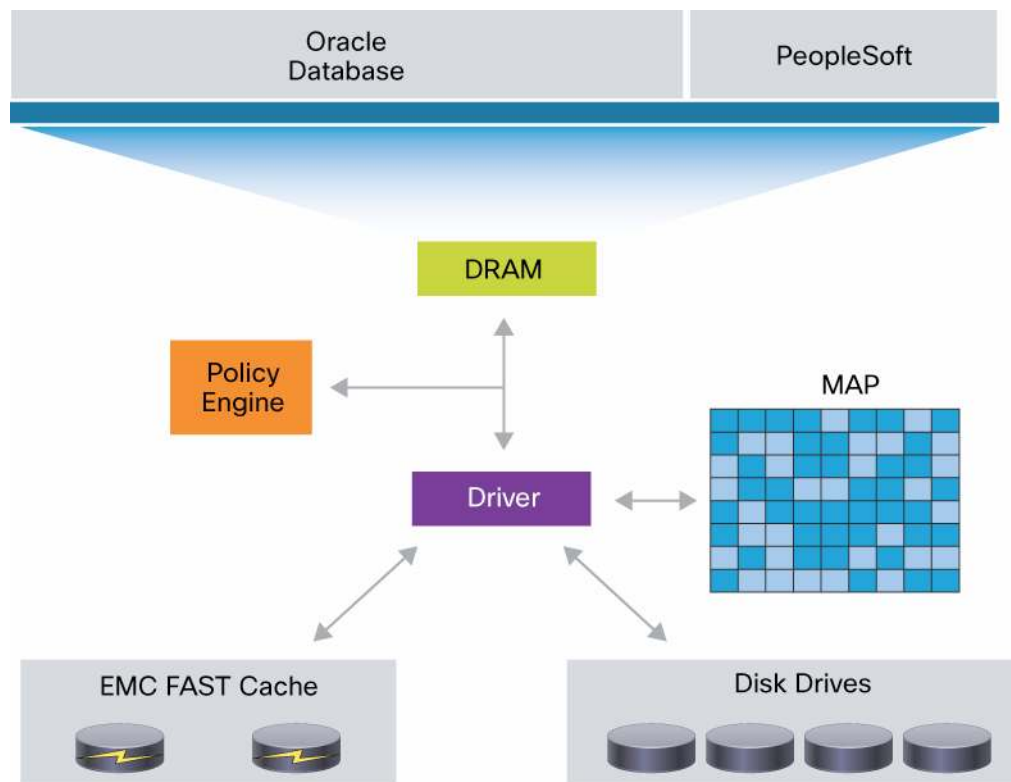 Oracle
Database
PeopleSoft
DRAM
Policy
Engine
MAP
Driver
EMC FAST Cache
Disk Drives